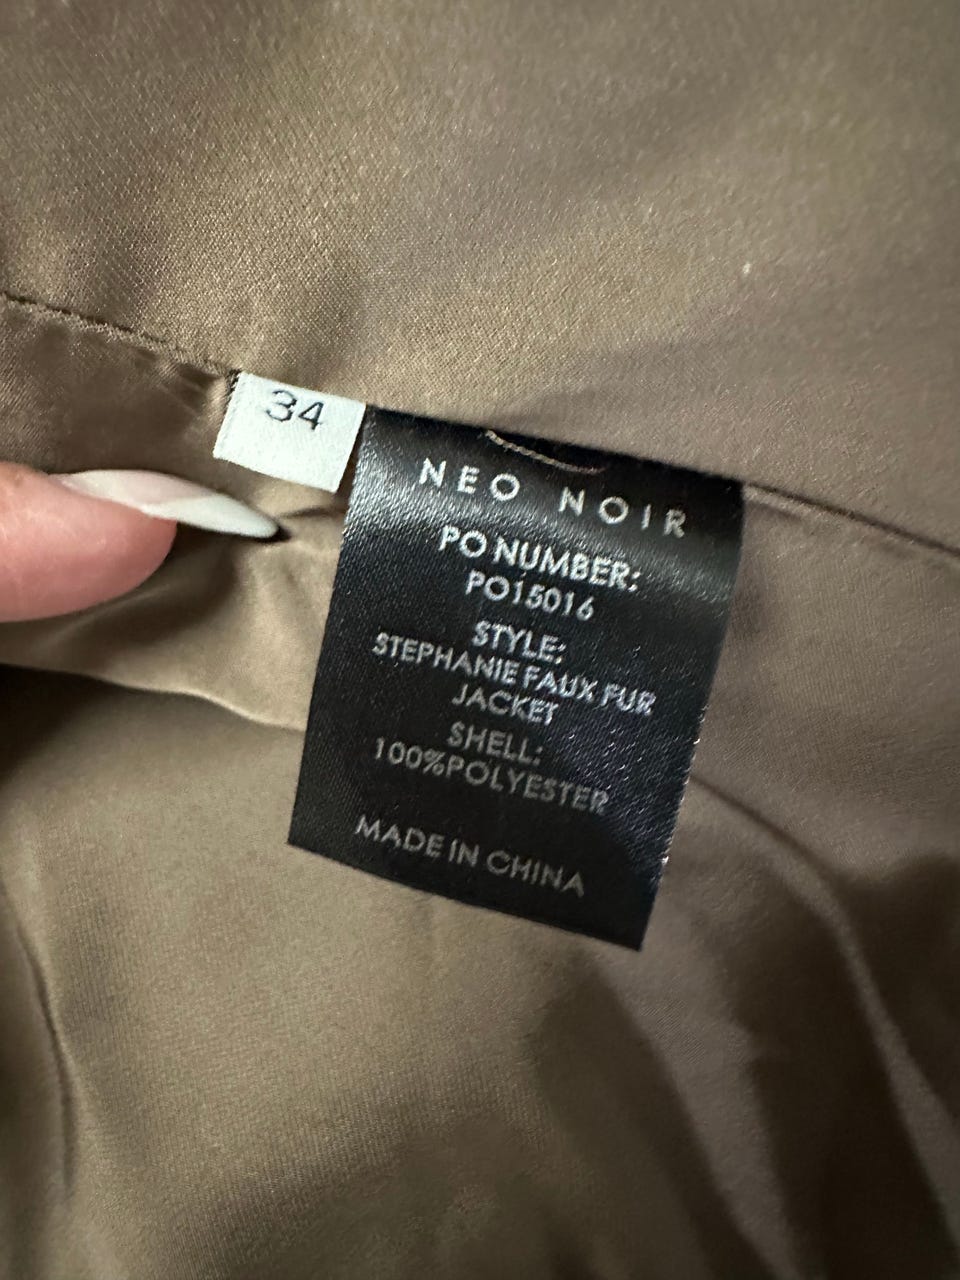 34
NEO NOIR
PO NUMBER:
PO15016
STYLE:
STEPHANIE FAUX FUR
JACKET
SHELL:
100%POLYESTER
MADE IN CHINA